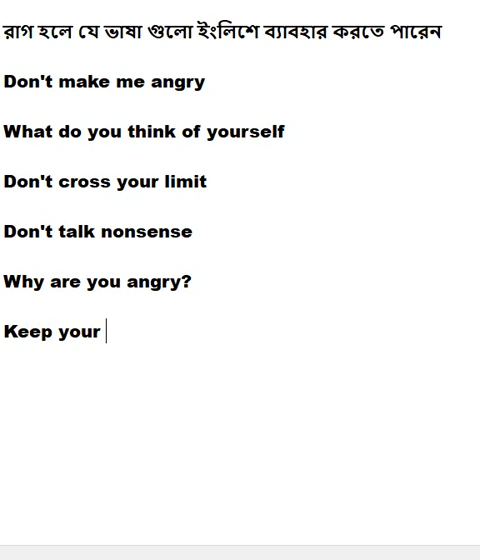 রাগ হলে যে ভাষা গুলো ইংলিশে ব্যাবহার করতে পারেন
Don't make me angry
What do you think of yourself
Don't cross your limit
Don't talk nonsense
Why are you angry?
Keep your